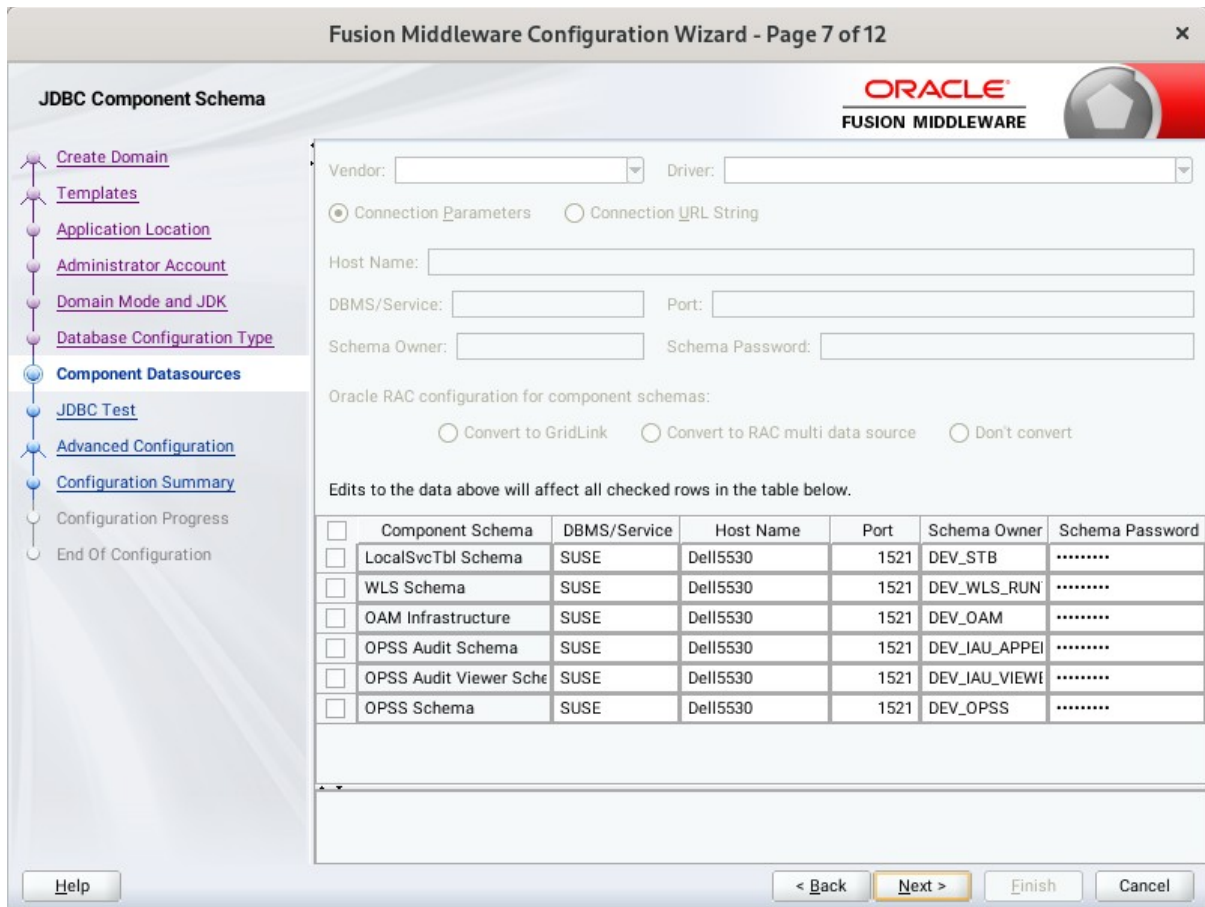 Fusion Middleware Configuration Wizard - Page 7 of 12
JDBC Component Schema
ORACLE
FUSION MIDDLEWARE
Create Domain
Templates
Application Location
Administrator Account
Domain Mode and JDK
Database Configuration Type
Component Datasources
JDBC Test
Advanced Configuration
Configuration Summary
Configuration Progress
End Of Configuration
Vendor: Driver:
Connection Parameters Connection URL String
Host Name:
DBMS/Service: Port:
Schema Owner: Schema Password:
Oracle RAC configuration for component schemas:
Convert to GridLink Convert to RAC multi data source Don't convert
Edits to the data above will affect all checked rows in the table below.
Component Schema DBMS/Service Host Name Port Schema Owner Schema Password
LocalSvcTbl Schema SUSE Dell5530 1521 DEV_STB •••••••••
WLS Schema SUSE Dell5530 1521 DEV_WLS_RUN •••••••••
OAM Infrastructure SUSE Dell5530 1521 DEV_OAM •••••••••
OPSS Audit Schema SUSE Dell5530 1521 DEV_IAU_APPE •••••••••
OPSS Audit Viewer Sche SUSE Dell5530 1521 DEV_IAU_VIEW •••••••••
OPSS Schema SUSE Dell5530 1521 DEV_OPSS •••••••••
Help < Back Next > Finish Cancel